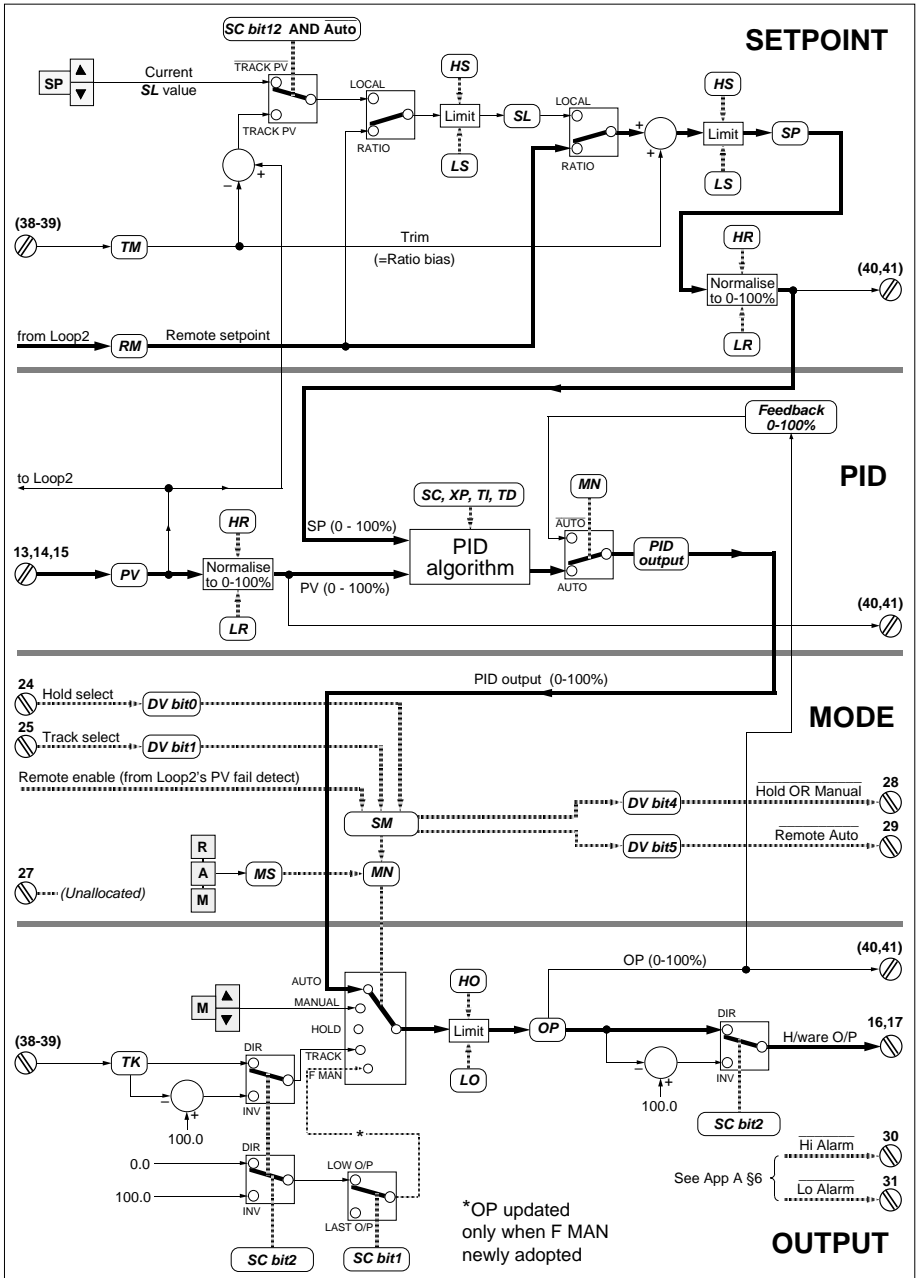 SETPOINT
SC bit12 AND Auto
SP
Current
SL value
TRACK PV
TRACK PV
LOCAL
RATIO
HS
Limit
LS
SL
LOCAL
RATIO
+
+
HS
Limit
LS
SP
– +
(38-39)
TM
Trim
(=Ratio bias)
HR
Normalise
to 0-100%
LR
(40,41)
from Loop2
RM
Remote setpoint
PID
Feedback
0-100%
to Loop2
SC, XP, TI, TD
MN
HR
SP (0 - 100%)
PID
algorithm
AUTO
AUTO
PID
output
13,14,15
PV
Normalise
to 0-100%
PV (0 - 100%)
LR
(40,41)
PID output (0-100%)
MODE
24
Hold select
DV bit0
25
Track select
DV bit1
Remote enable (from Loop2's PV fail detect)
SM
DV bit4
Hold OR Manual
28
DV bit5
Remote Auto
29
R
A
M
MS
MN
27
(Unallocated)
(40,41)
OP (0-100%)
AUTO
MANUAL
HOLD
TRACK
F MAN
M
HO
Limit
LO
OP
DIR
INV
H/ware O/P
16,17
– +
100.0
SC bit2
(38-39)
TK
DIR
INV
– +
100.0
*
0.0
100.0
DIR
INV
LOW O/P
LAST O/P
SC bit2
SC bit1
*OP updated
only when F MAN
newly adopted
See App A §6
Hi Alarm
30
Lo Alarm
31
OUTPUT